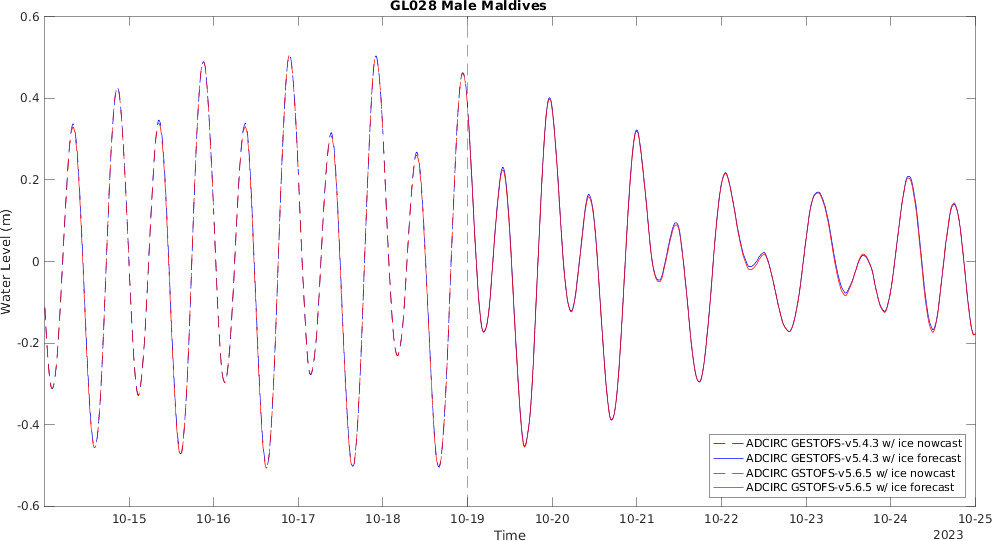 GL028 Male Maldives
0.6
0.4
0.2
0
-0.2
-0.4
-0.6
Water Level (m)
ADCIRC GESTOFS-v5.4.3 w/ ice nowcast
ADCIRC GESTOFS-v5.4.3 w/ ice forecast
ADCIRC GSTOFS-v5.6.5 w/ ice nowcast
ADCIRC GSTOFS-v5.6.5 w/ ice forecast
10-15 10-16 10-17 10-18 10-19 10-20 10-21 10-22 10-23 10-24 10-25
Time
2023